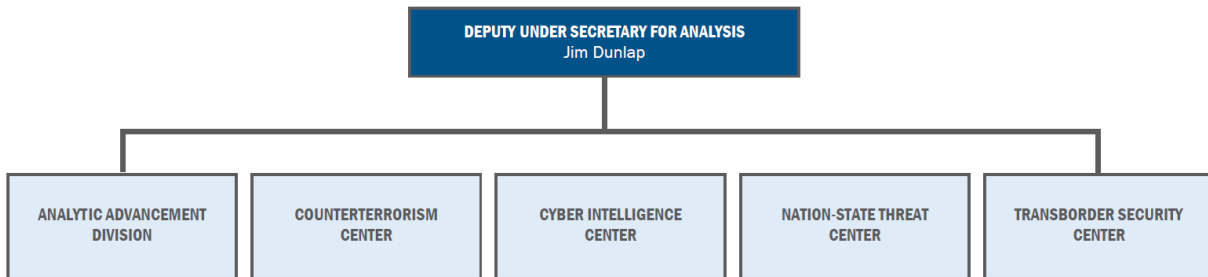 DEPUTY UNDER SECRETARY FOR ANALYSIS
Jim Dunlap
ANALYTIC ADVANCEMENT
DIVISION
COUNTERTERRORISM
CENTER
CYBER INTELLIGENCE
CENTER
NATION-STATE THREAT
CENTER
TRANSBORDER SECURITY
CENTER